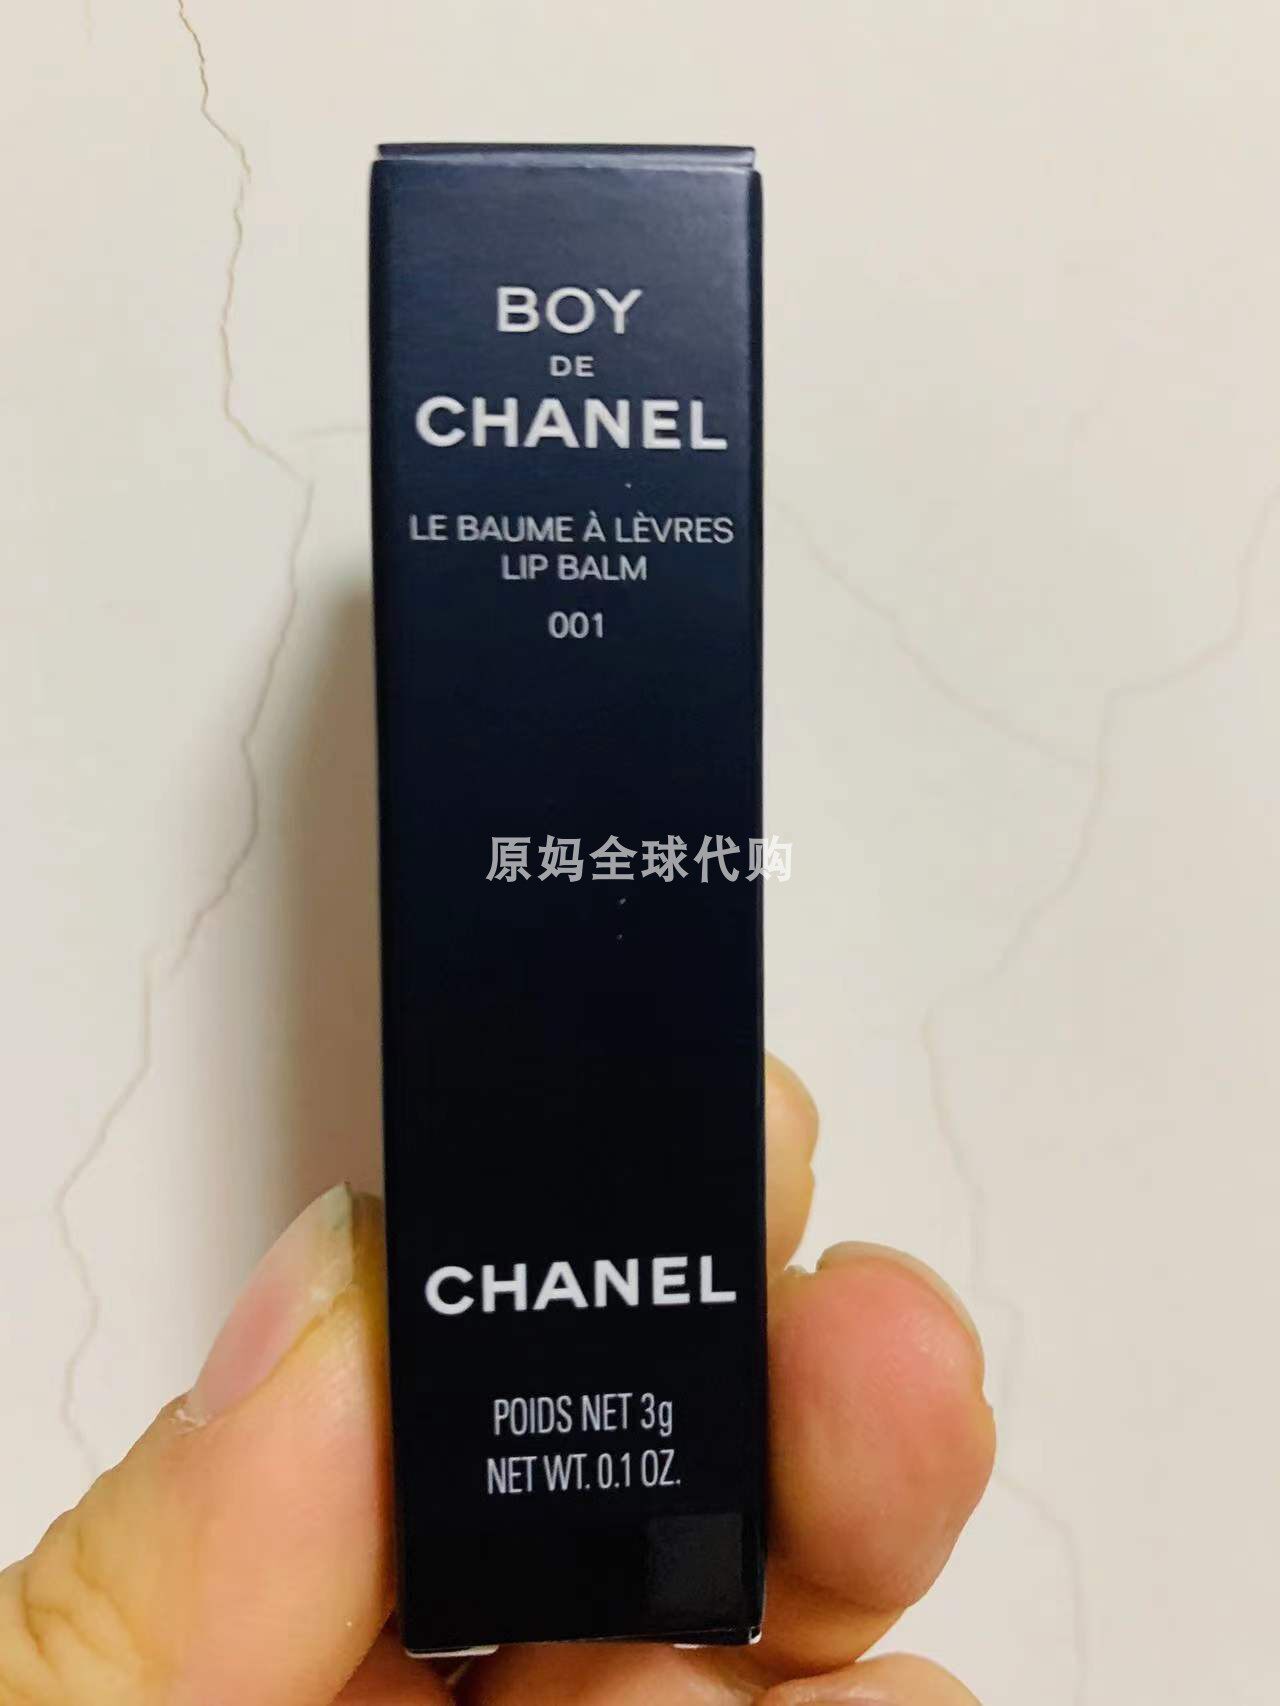 BOY
DE
CHANEL
LE BAUME À LÈVRES
LIP BALM
001
原妈全球代购
CHANEL
POIDS NET 3g
NET WT. 0.1 OZ.